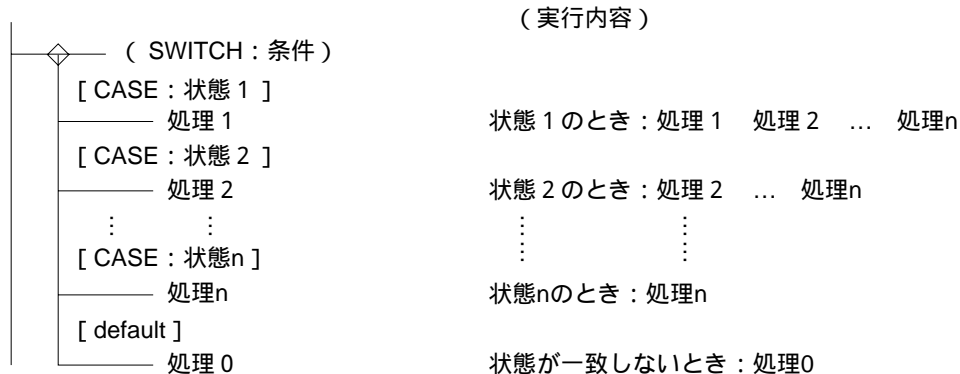 （実行内容）
（ SWITCH：条件）
［ CASE：状態１ ］
処理１ 状態１のとき：処理１ 処理２ … 処理n
［ CASE：状態２ ］
処理２ 状態２のとき：処理２ … 処理n
： ： ： ：
［ CASE：状態n ］ ： ：
処理n 状態nのとき：処理n
［ default ］
処理０ 状態が一致しないとき：処理0